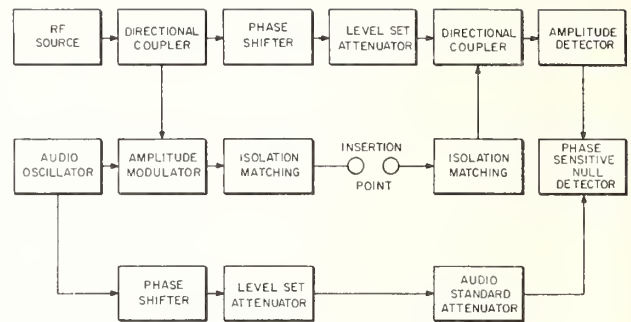 RF
SOURCE
DIRECTIONAL
COUPLER
PHASE
SHIFTER
LEVEL SET
ATTENUATOR
DIRECTIONAL
COUPLER
AMPLITUDE
DETECTOR
AUDIO
OSCILLATOR
AMPLITUDE
MODULATOR
ISOLATION
MATCHING
INSERTION
POINT
ISOLATION
MATCHING
PHASE
SENSITIVE
NULL
DETECTOR
PHASE
SHIFTER
LEVEL SET
ATTENUATOR
AUDIO
STANDARD
ATTENUATOR